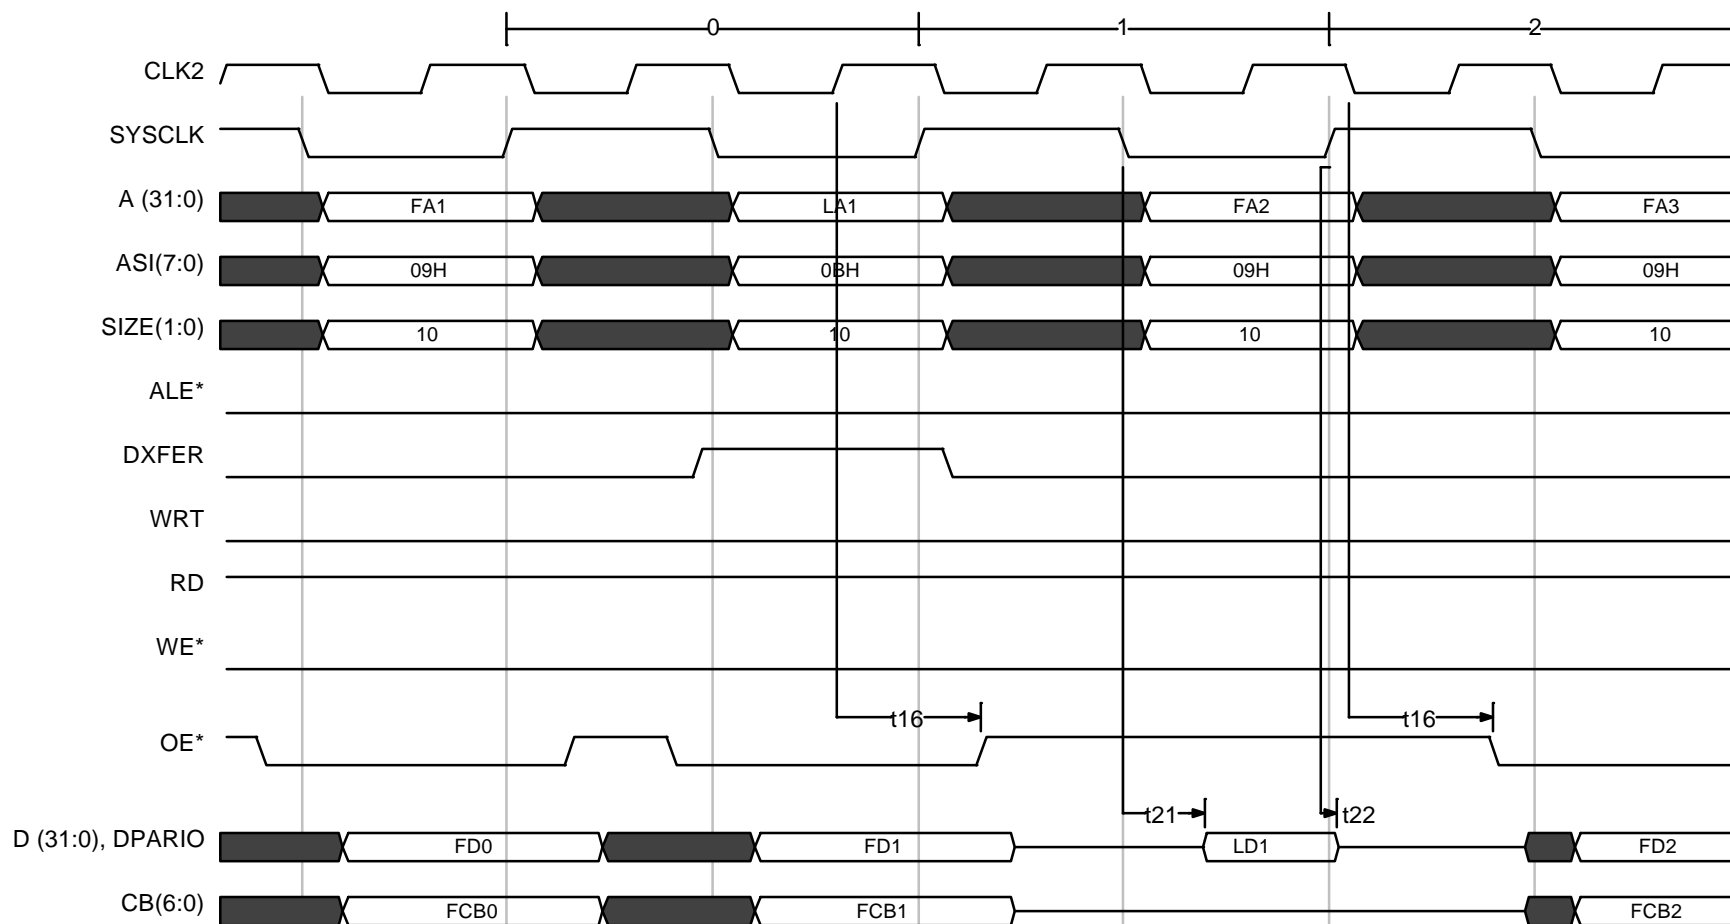 0 1 2
CLK2
SYSCLK
A (31:0) FA1 LA1 FA2 FA3
ASI(7:0) 09H 0BH 09H 09H
SIZE(1:0) 10 10 10 10
ALE*
DXFER
WRT
RD
WE*
t16 t16
OE*
t21 t22
D (31:0), DPARIO FD0 FD1 LD1 FD2
CB(6:0) FCB0 FCB1 FCB2